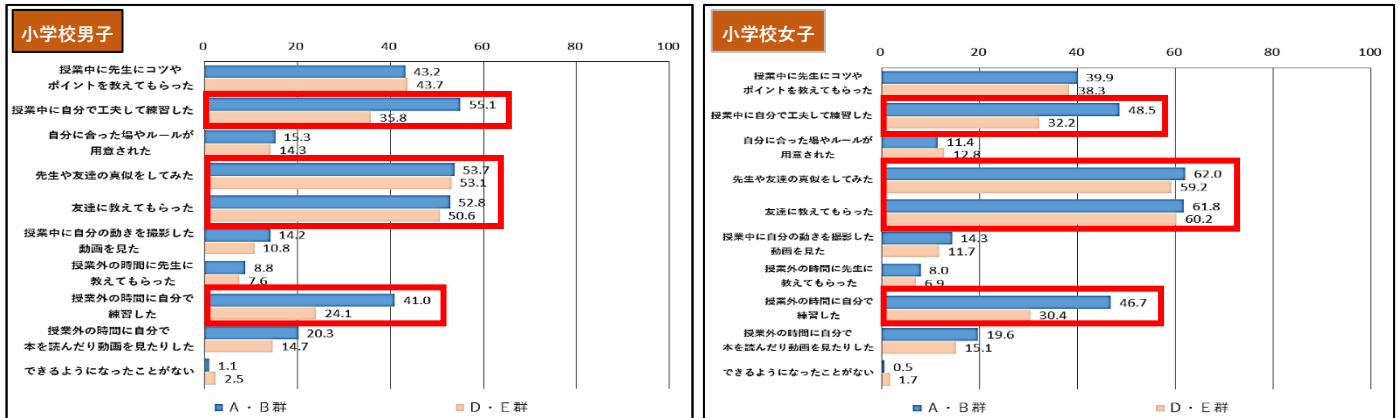 小学校男子
0 20 40 60 80 100
授業中に先生にコツや
ポイントを教えてもらった
43.2
43.7
授業中に自分で工夫して練習した
55.1
35.8
自分に合った場やルールが
用意された
15.3
14.3
先生や友達の真似をしてみた
53.7
53.1
友達に教えてもらった
52.8
50.6
授業中に自分の動きを撮影した
動画を見た
14.2
10.8
授業外の時間に先生に
教えてもらった
8.8
7.6
授業外の時間に自分で
練習した
41.0
24.1
授業外の時間に自分で
本を読んだり動画を見たりした
20.3
14.7
できるようになったことがない
1.1
2.5
A・B群 D・E群
小学校女子
0 20 40 60 80 100
授業中に先生にコツや
ポイントを教えてもらった
39.9
38.3
授業中に自分で工夫して練習した
48.5
32.2
自分に合った場やルールが
用意された
11.4
12.8
先生や友達の真似をしてみた
62.0
59.2
友達に教えてもらった
61.8
60.2
授業中に自分の動きを撮影した
動画を見た
14.3
11.7
授業外の時間に先生に
教えてもらった
8.0
6.9
授業外の時間に自分で
練習した
46.7
30.4
授業外の時間に自分で
本を読んだり動画を見たりした
19.6
15.1
できるようになったことがない
0.5
1.7
A・B群 D・E群